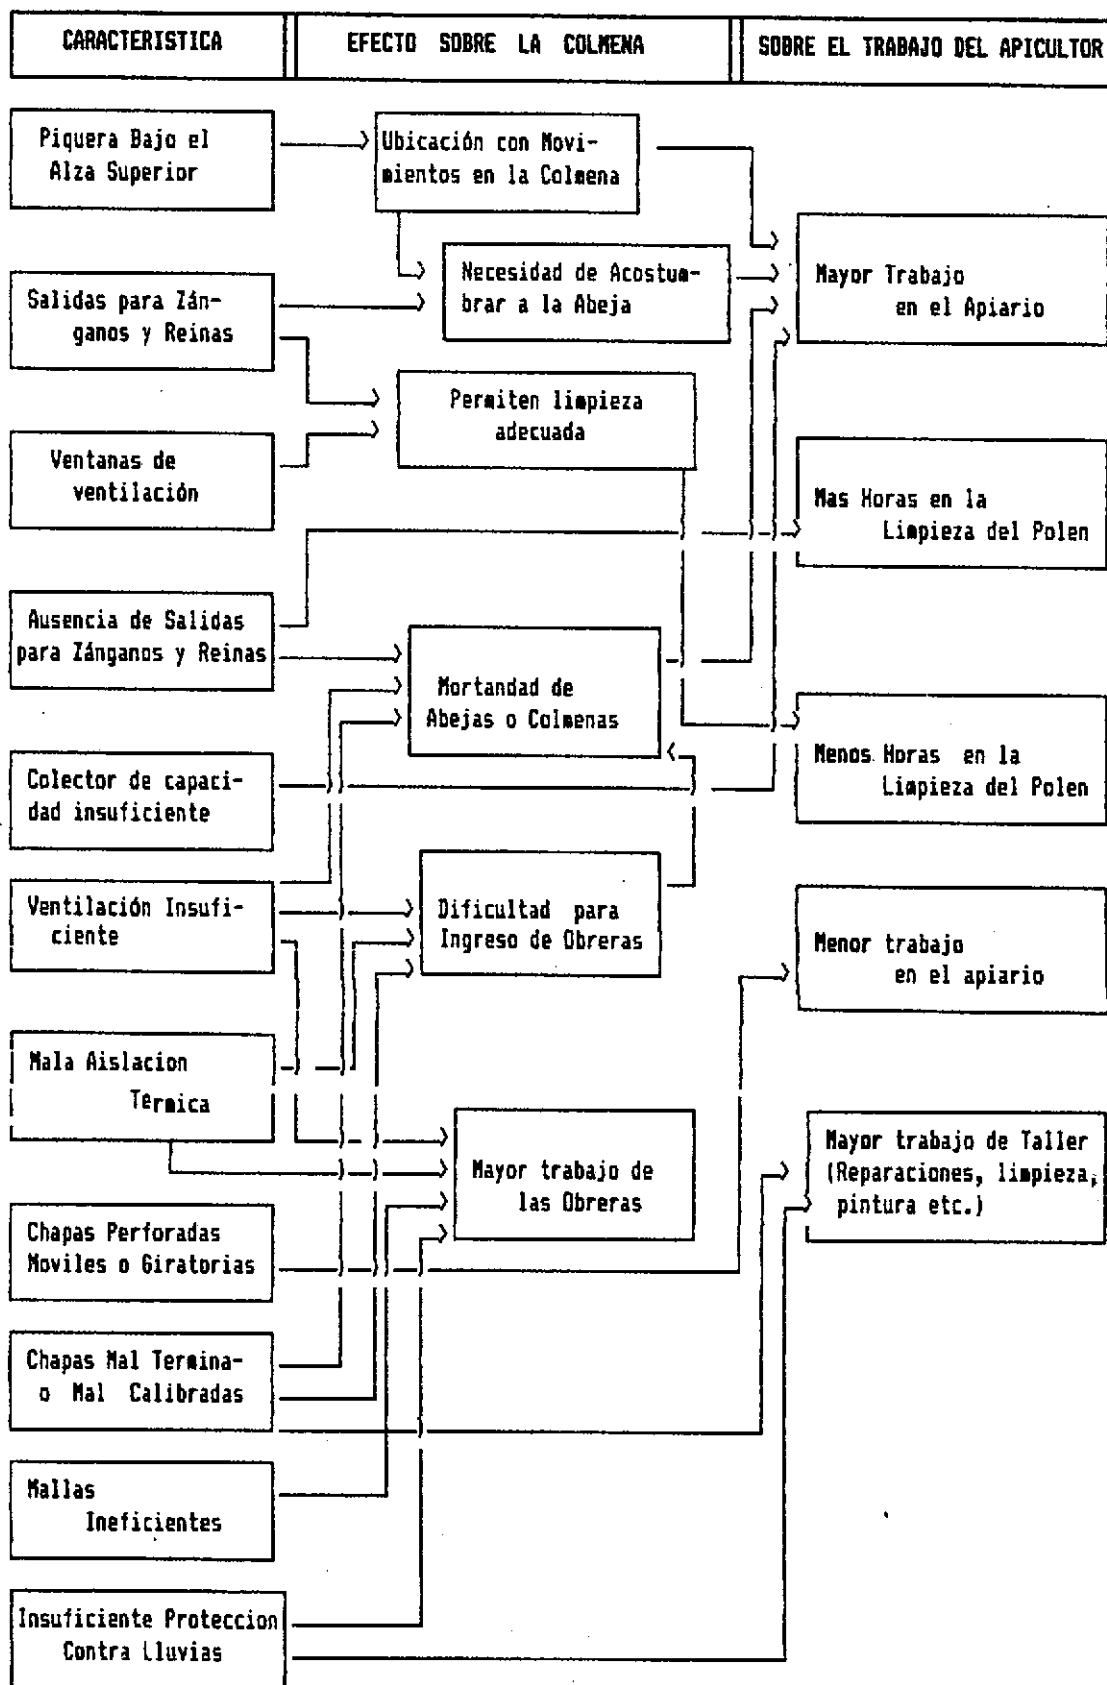 CARACTERISTICA
EFECTO SOBRE LA COLMENA
SOBRE EL TRABAJO DEL APICULTOR
Piquera Bajo el
Alza Superior
Ubicación con Movi-
mientos en la Colmena
Salidas para Zán-
ganos y Reinas
Necesidad de Acostum-
brar a la Abeja
Mayor Trabajo
en el Apiario
Permiten limpieza
adecuada
Ventanas de
ventilación
Mas Horas en la
Limpieza del Polen
Ausencia de Salidas
para Zánganos y Reinas
Mortandad de
Abejas o Colmenas
Colector de capaci-
dad insuficiente
Menos Horas en la
Limpieza del Polen
Ventilación Insufi-
ciente
Dificultad para
Ingreso de Obreras
Menor trabajo
en el apiario
Mala Aislacion
Termica
Mayor trabajo de
las Obreras
Mayor trabajo de Taller
(Reparaciones, limpieza,
pintura etc.)
Chapas Perforadas
Moviles o Giratorias
Chapas Mal Termina-
o Mal Calibradas
Mallas
Ineficientes
Insuficiente Proteccion
Contra Lluvias